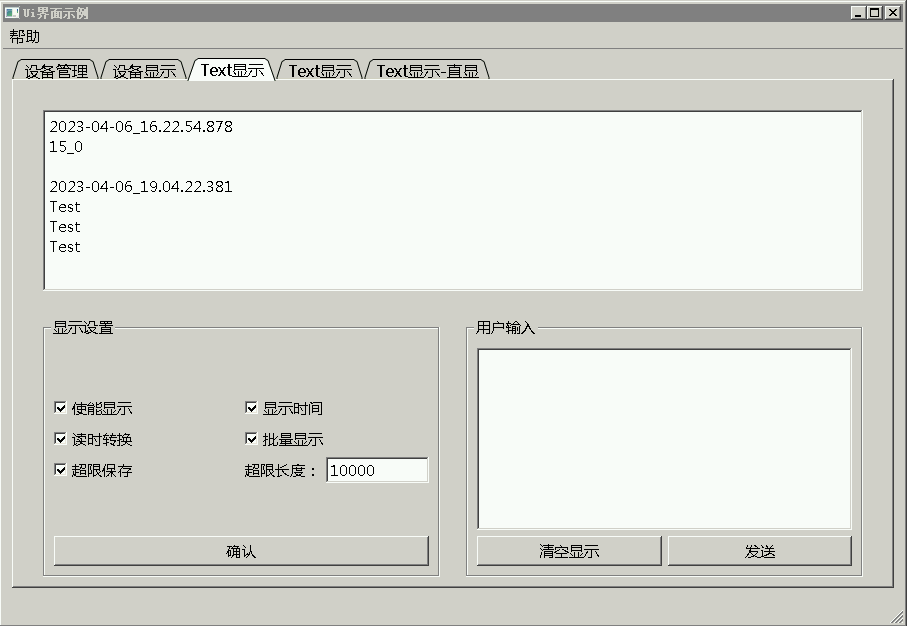 Ui界面示例
帮助
设备管理 设备显示 Text显示 Text显示 Text显示-直显
2023-04-06_16.22.54.878
15_0
2023-04-06_19.04.22.381
Test
Test
Test
显示设置
使能显示 显示时间
读时转换 批量显示
超限保存 超限长度： 10000
确认
用户输入
清空显示 发送